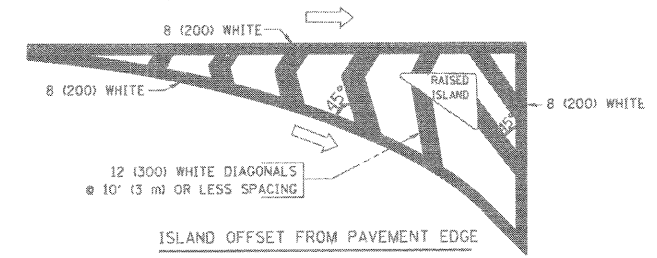 8 (200) WHITE
8 (200) WHITE
RAISED
ISLAND
8 (200) WHITE
45°
45°
12 (300) WHITE DIAGONALS
@ 10' (3 m) OR LESS SPACING
ISLAND OFFSET FROM PAVEMENT EDGE